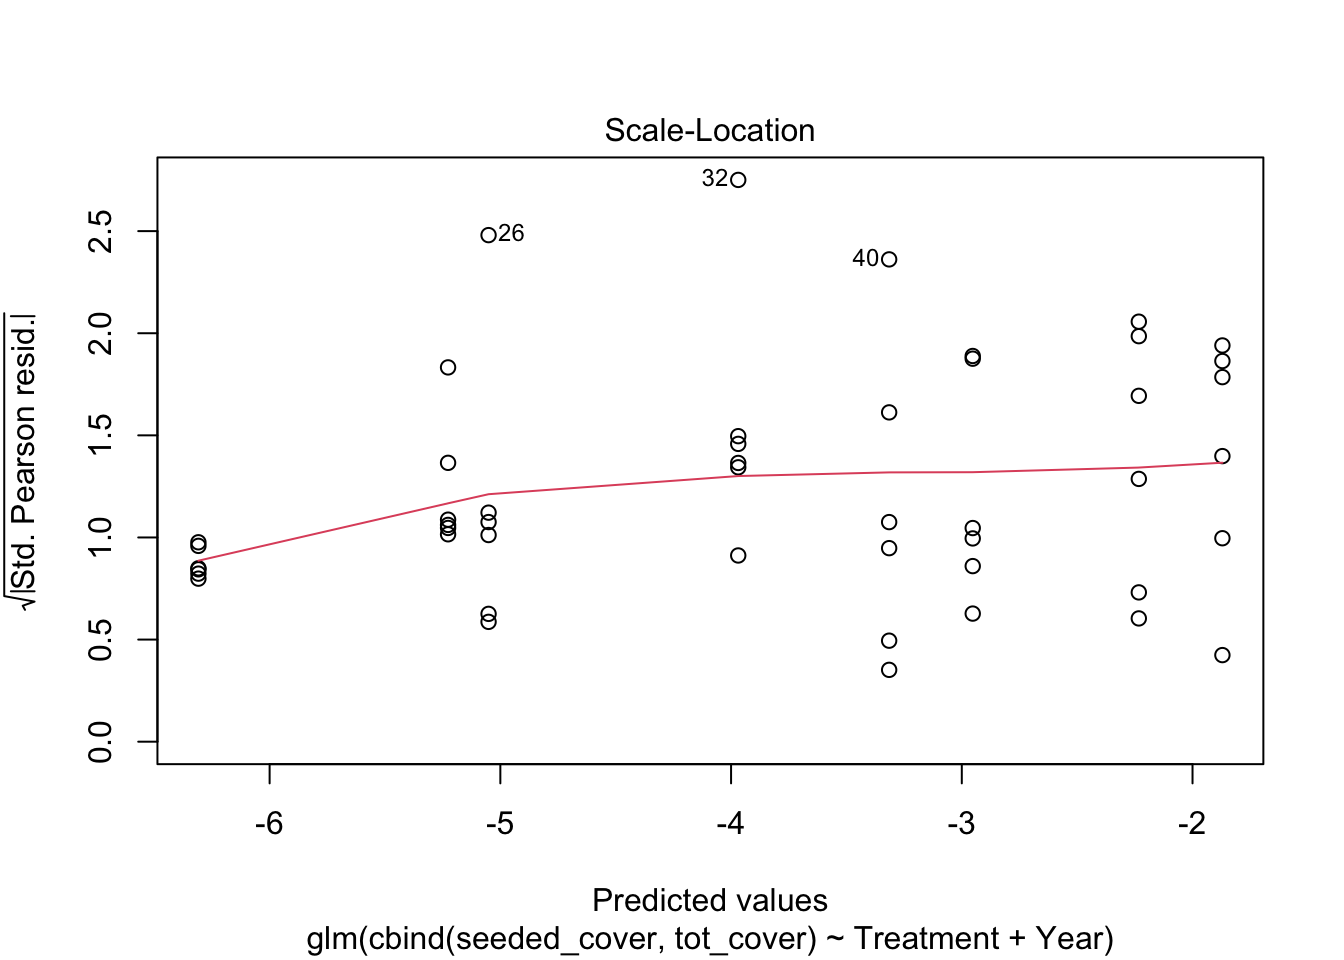 Scale-Location
√|Std. Pearson resid.|
2.5
2.0
1.5
1.0
0.5
0.0
32
26
40
-6 -5 -4 -3 -2
Predicted values
glm(cbind(seeded_cover, tot_cover) ~ Treatment + Year)